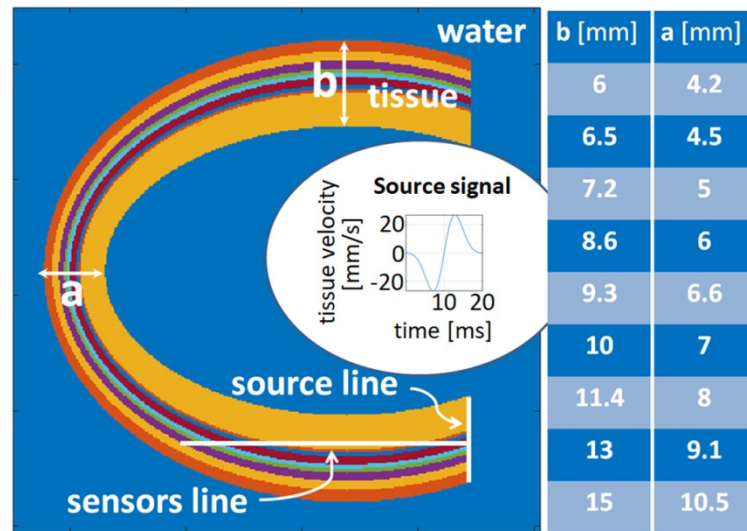 water
b
tissue
a
Source signal
tissue velocity
[mm/s]
20
0
-20
10 20
time [ms]
source line
sensors line
b [mm] a [mm]
6 4.2
6.5 4.5
7.2 5
8.6 6
9.3 6.6
10 7
11.4 8
13 9.1
15 10.5